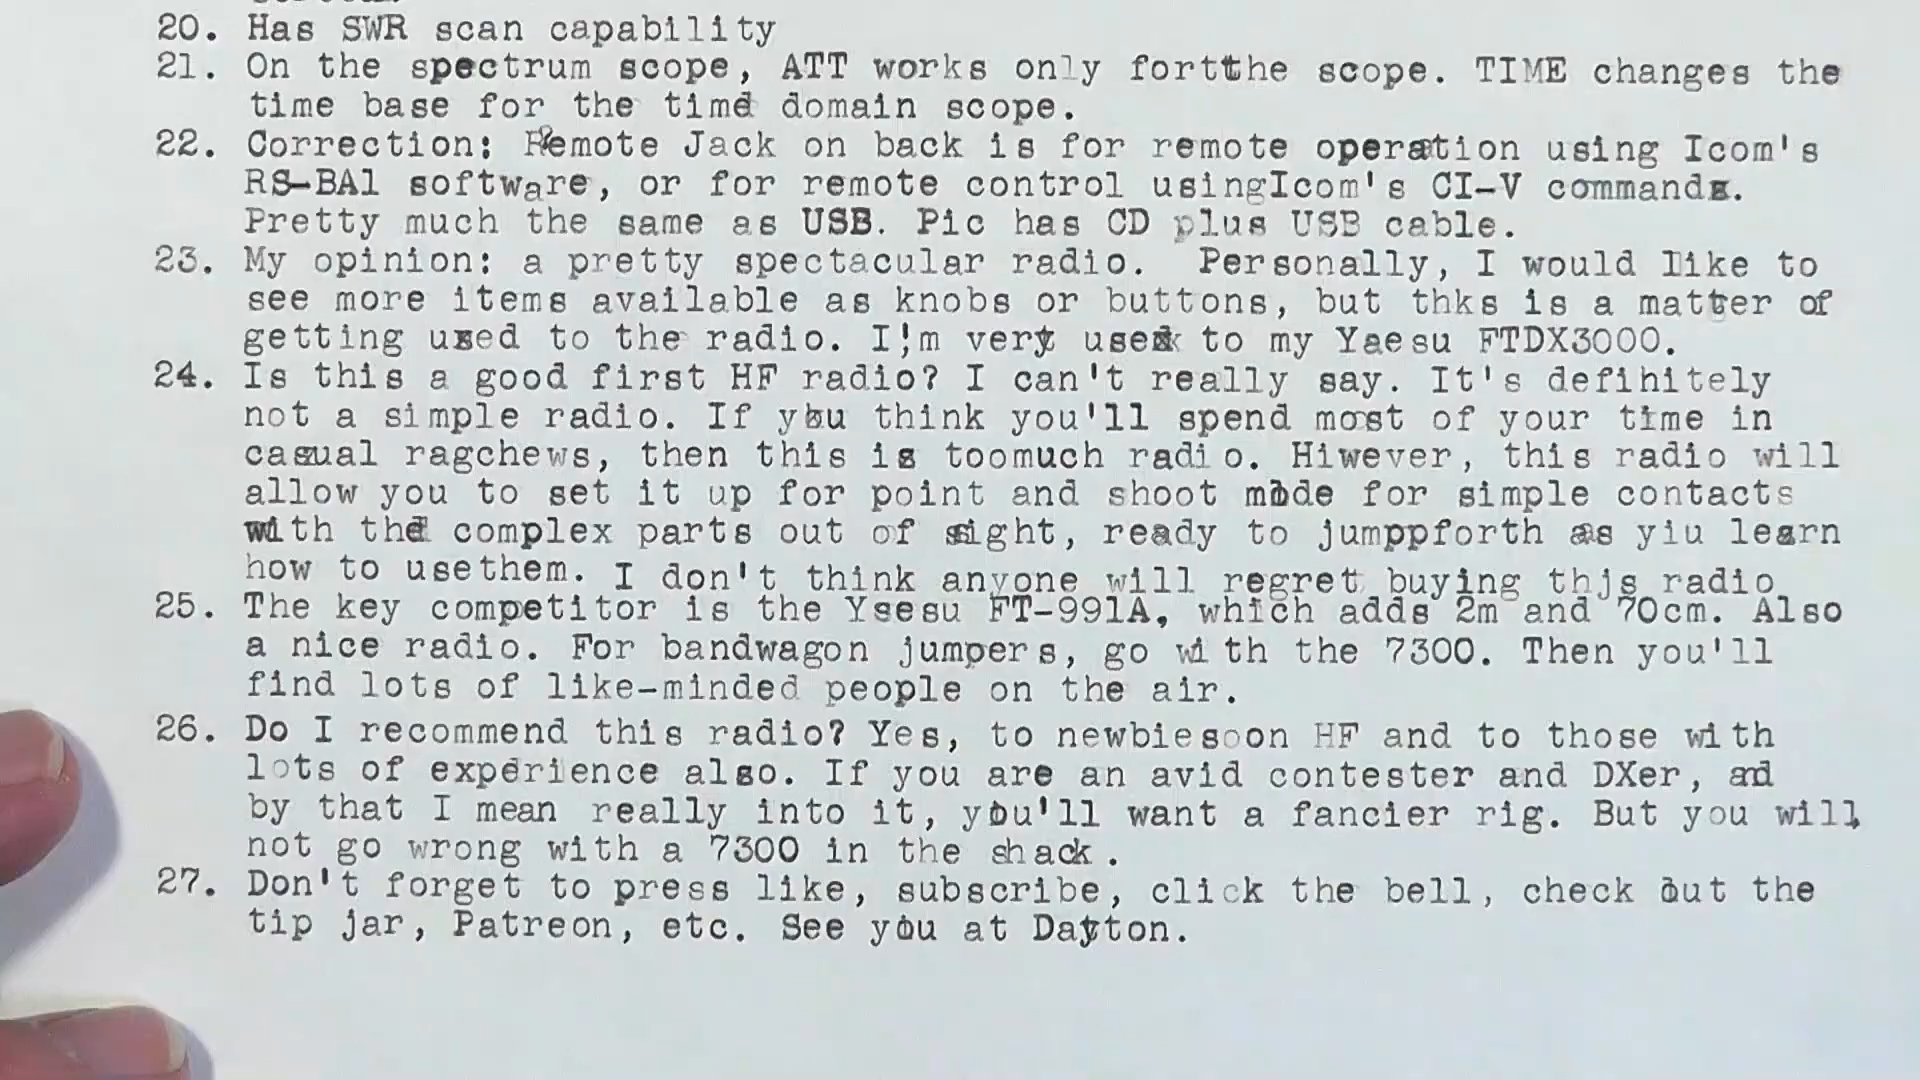 20. Has SWR scan capability
21. On the spectrum scope, ATT works only forttthe scope. TIME changes the
time base for the time domain scope.
22. Correction: Remote Jack on back is for remote operation using Icom's
RS-BA1 software, or for remote control usingIcom's CI-V commands.
Pretty much the same as USB. Pic has CD plus USB cable.
23. My opinion: a pretty spectacular radio. Personally, I would like to
see more items available as knobs or buttons, but thks is a matter of
getting used to the radio. I'm very used to my Yaesu FTDX3000.
24. Is this a good first HF radio? I can't really say. It's defihitely
not a simple radio. If you think you'll spend most of your time in
casual ragchews, then this is toomuch radio. Hiwever, this radio will
allow you to set it up for point and shoot mode for simple contacts
with the complex parts out of sight, ready to jumppforth as yiu learn
how to usethem. I don't think anyone will regret buying thjs radio
25. The key competitor is the Ysesu FT-991A, which adds 2m and 70cm. Also
a nice radio. For bandwagon jumpers, go with the 7300. Then you'll
find lots of like-minded people on the air.
26. Do I recommend this radio? Yes, to newbiesoon HF and to those with
lots of experience also. If you are an avid contester and DXer, and
by that I mean really into it, you'll want a fancier rig. But you will
not go wrong with a 7300 in the shack.
27. Don't forget to press like, subscribe, click the bell, check out the
tip jar, Patreon, etc. See you at Dayton.